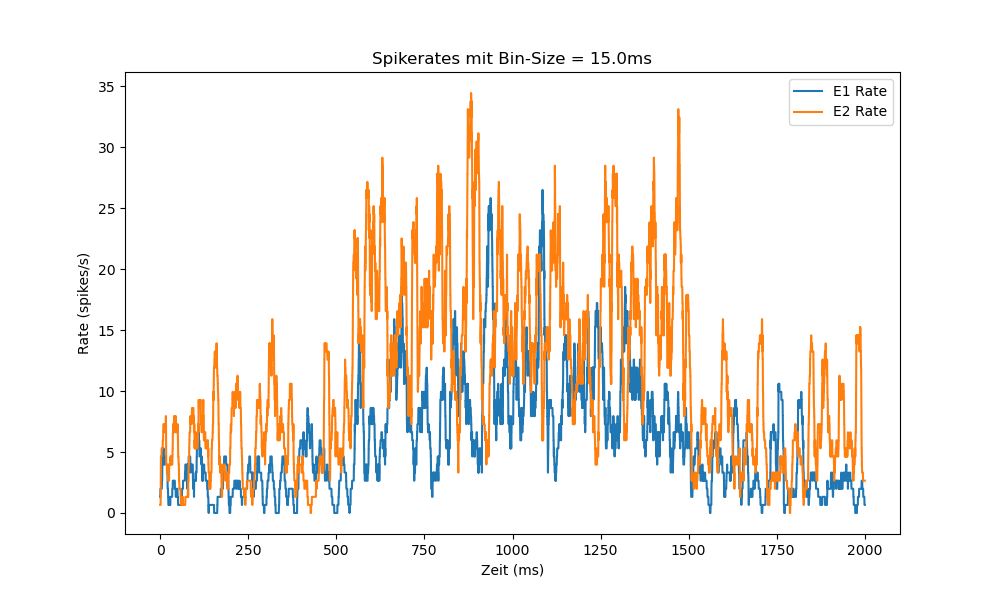 Spikerates mit Bin-Size = 15.0ms
E1 Rate
E2 Rate
Rate (spikes/s)
35
30
25
20
15
10
5
0
0 250 500 750 1000 1250 1500 1750 2000
Zeit (ms)